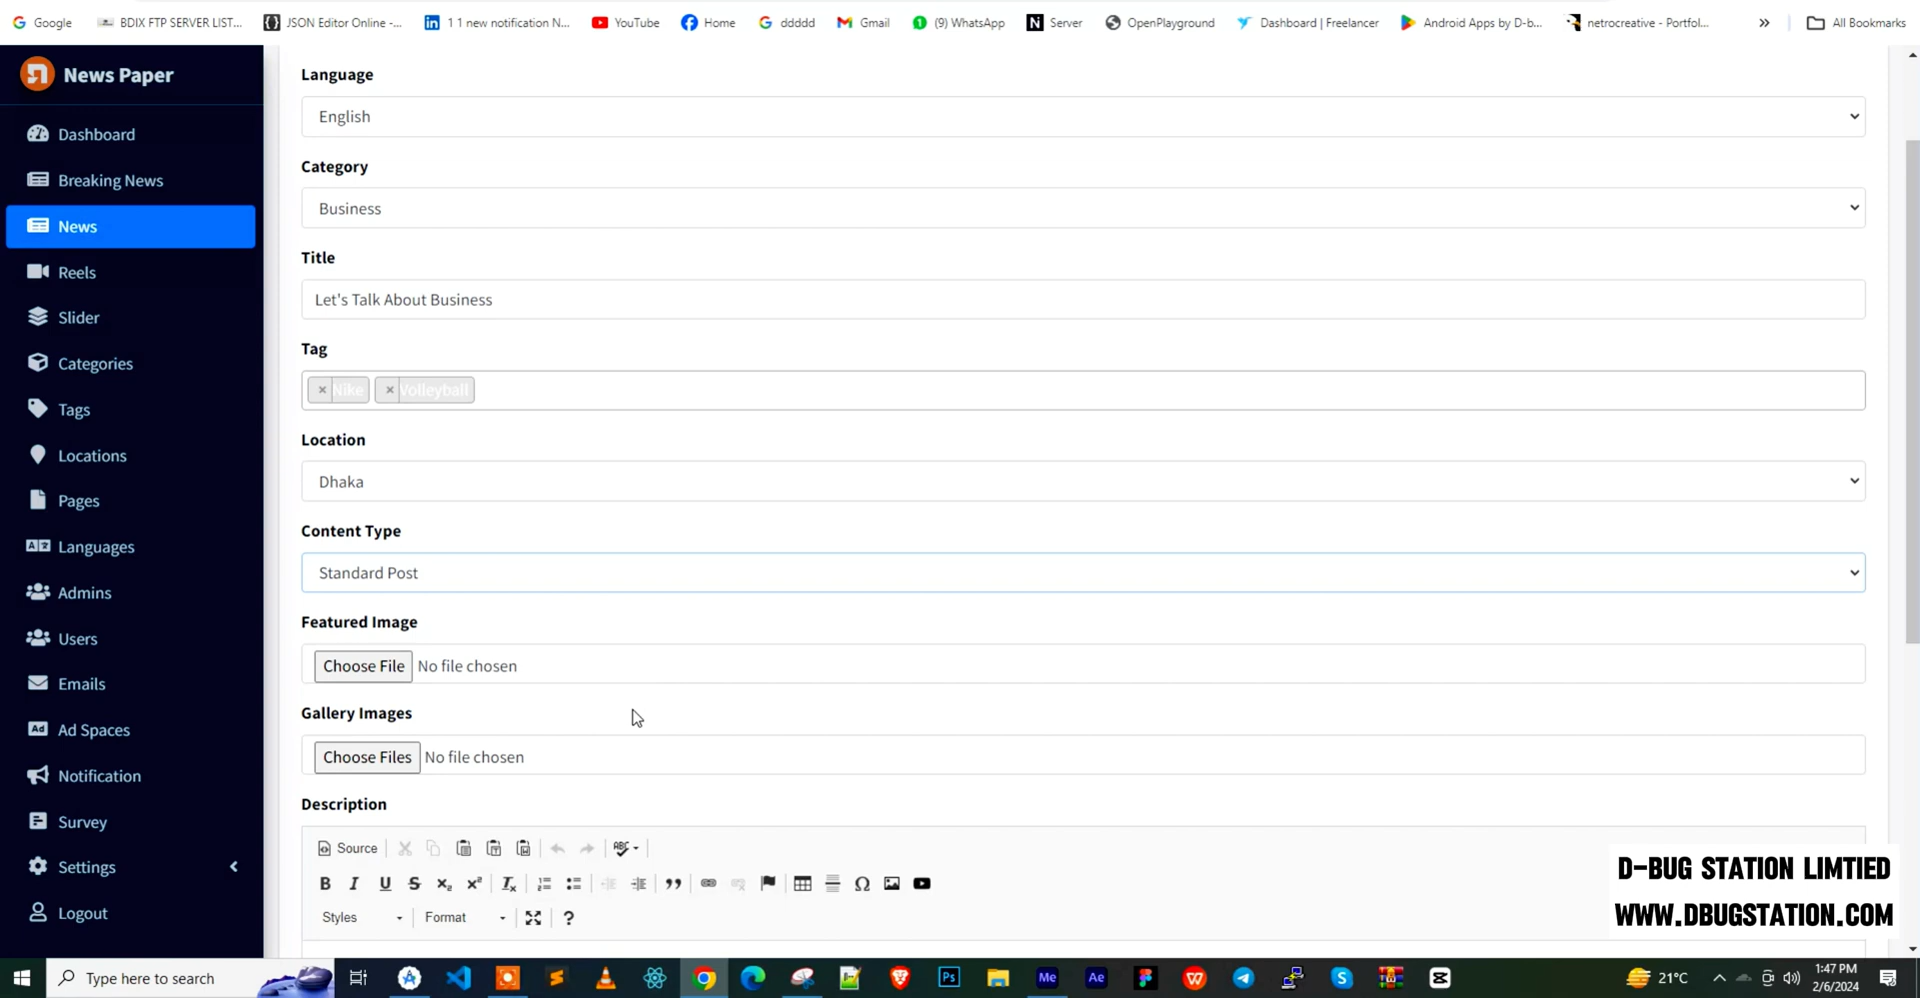 Google BDIX FTP SERVER LIST... JSON Editor Online -... 1 1 new notification N... YouTube Home ddddd Gmail (9) WhatsApp Server OpenPlayground Dashboard | Freelancer Android Apps by D-b... netrocreative - Portfol... » All Bookmarks
News Paper
Dashboard
Breaking News
News
Reels
Slider
Categories
Tags
Locations
Pages
Languages
Admins
Users
Emails
Ad Spaces
Notification
Survey
Settings
Logout
Language
English
Category
Business
Title
Let's Talk About Business
Tag
× Nike × Volleyball
Location
Dhaka
Content Type
Standard Post
Featured Image
Choose File No file chosen
Gallery Images
Choose Files No file chosen
Description
Source
Styles Format ?
D-BUG STATION LIMTIED
WWW.DBUGSTATION.COM
Type here to search
21°C
1:47 PM
2/6/2024